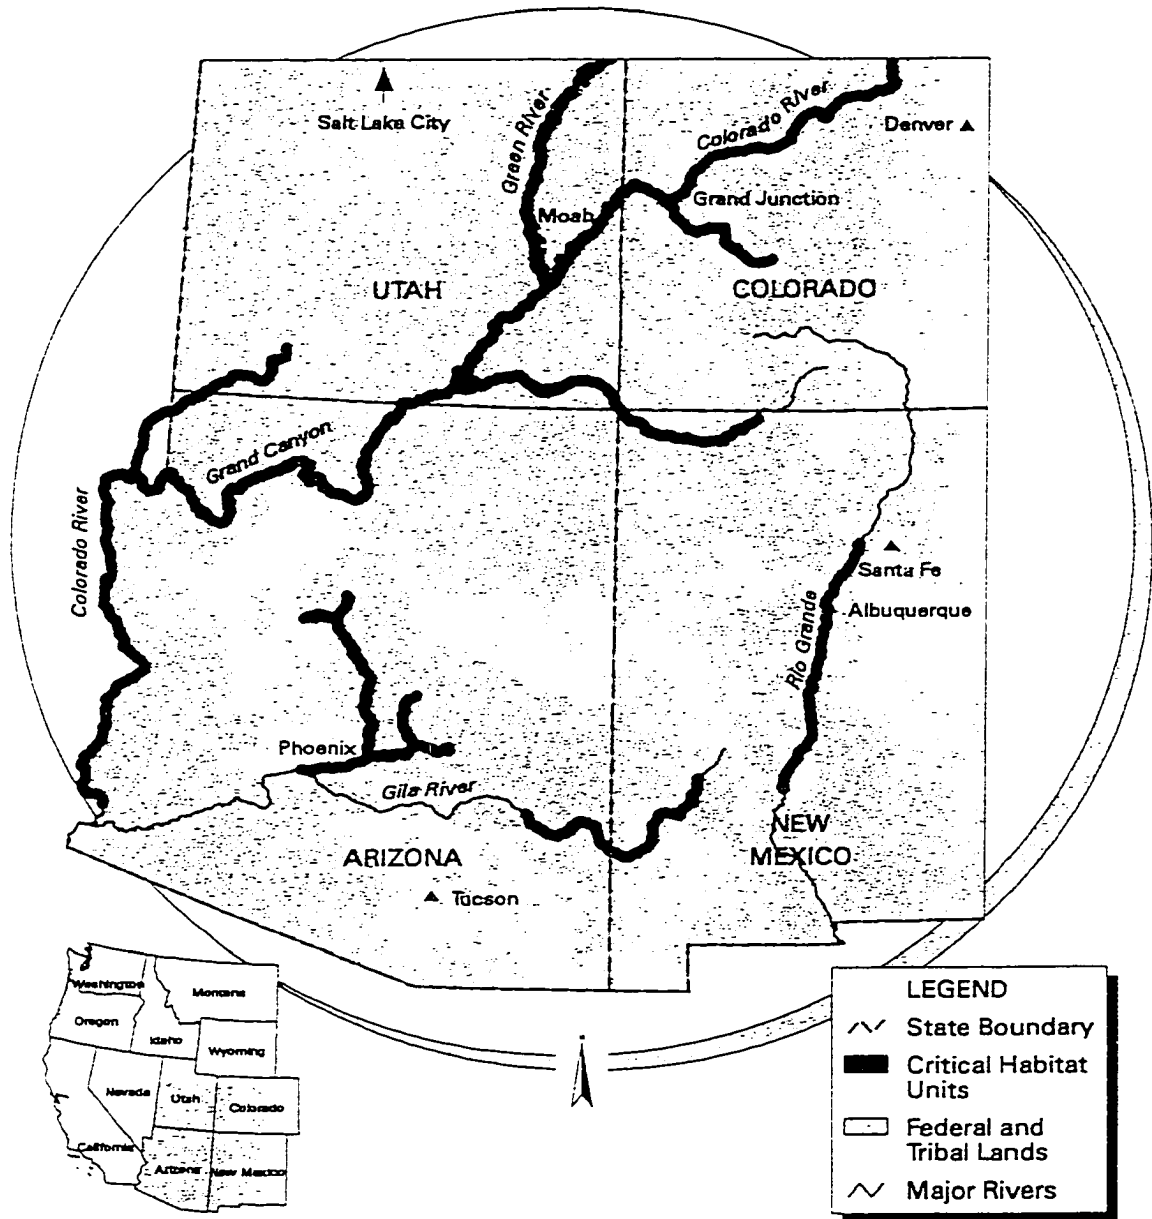 Salt Lake City
Green River
Colorado River
Denver
Moab
Grand Junction
UTAH
COLORADO
Grand Canyon
Colorado River
Santa Fe
Albuquerque
Rio Grande
Phoenix
Gila River
NEW
MEXICO
ARIZONA
Tucson
Washington
Montana
Oregon
Idaho
Wyoming
Nevada
Utah
Colorado
California
Arizona
New Mexico
LEGEND
State Boundary
Critical Habitat
Units
Federal and
Tribal Lands
Major Rivers